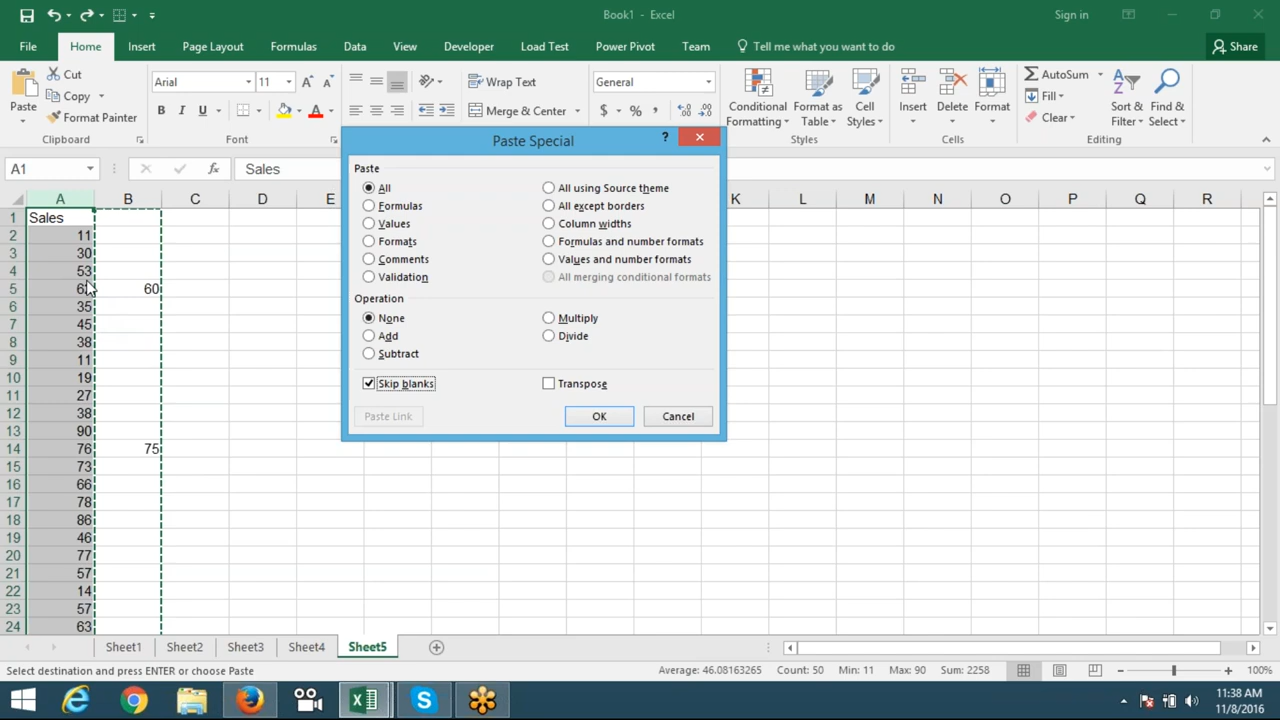 Book1 - Excel
Sign in
File Home Insert Page Layout Formulas Data View Developer Load Test Power Pivot Team Tell me what you want to do Share
Paste
Cut
Copy
Format Painter
Clipboard
Arial 11
B I U
Font
Wrap Text
Merge & Center
General
$ % ,
Conditional Formatting
Format as Table
Cell Styles
Styles
Insert Delete Format
Cells
AutoSum
Fill
Clear
Sort & Filter
Find & Select
Editing
A1 fx Sales
A B C D E K L M N O P Q R
1 Sales
2 11
3 30
4 53
5 60
6 35
7 45
8 38
9 11
10 19
11 27
12 38
13 90
14 76 75
15 73
16 66
17 78
18 86
19 46
20 77
21 57
22 14
23 57
24 63
Paste Special ?
Paste
All All using Source theme
Formulas All except borders
Values Column widths
Formats Formulas and number formats
Comments Values and number formats
Validation All merging conditional formats
Operation
None Multiply
Add Divide
Subtract
Skip blanks Transpose
Paste Link OK Cancel
Sheet1 Sheet2 Sheet3 Sheet4 Sheet5
Select destination and press ENTER or choose Paste Average: 46.08163265 Count: 50 Min: 11 Max: 90 Sum: 2258 100%
11:38 AM
11/8/2016